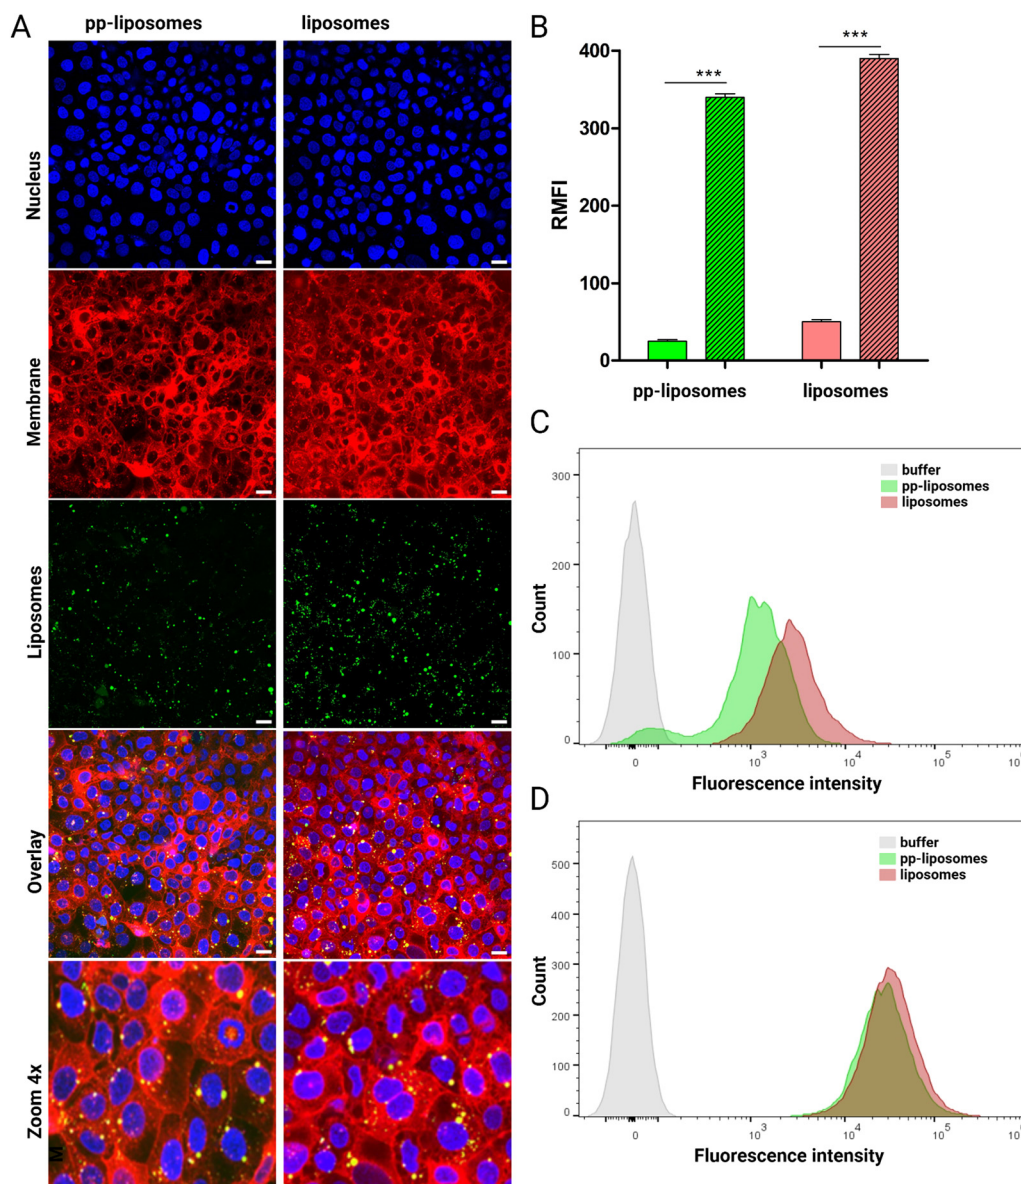 A
pp-liposomes
liposomes
Nucleus
Membrane
Liposomes
Overlay
Zoom 4x
M
B
***
***
400
300
200
100
0
RMFI
pp-liposomes
liposomes
C
buffer
pp-liposomes
liposomes
300
200
100
0
Count
0
10³
10⁴
10⁵
Fluorescence intensity
D
buffer
pp-liposomes
liposomes
500
400
300
200
100
0
Count
0
10³
10⁴
10⁵
Fluorescence intensity